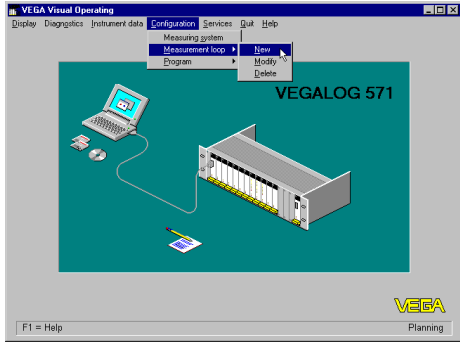 VEGA Visual Operating
Display Diagnostics Instrument data Configuration Services Quit Help
Measuring system
Measurement loop New
Program Modify
Delete
VEGALOG 571
VEGA
F1 = Help Planning